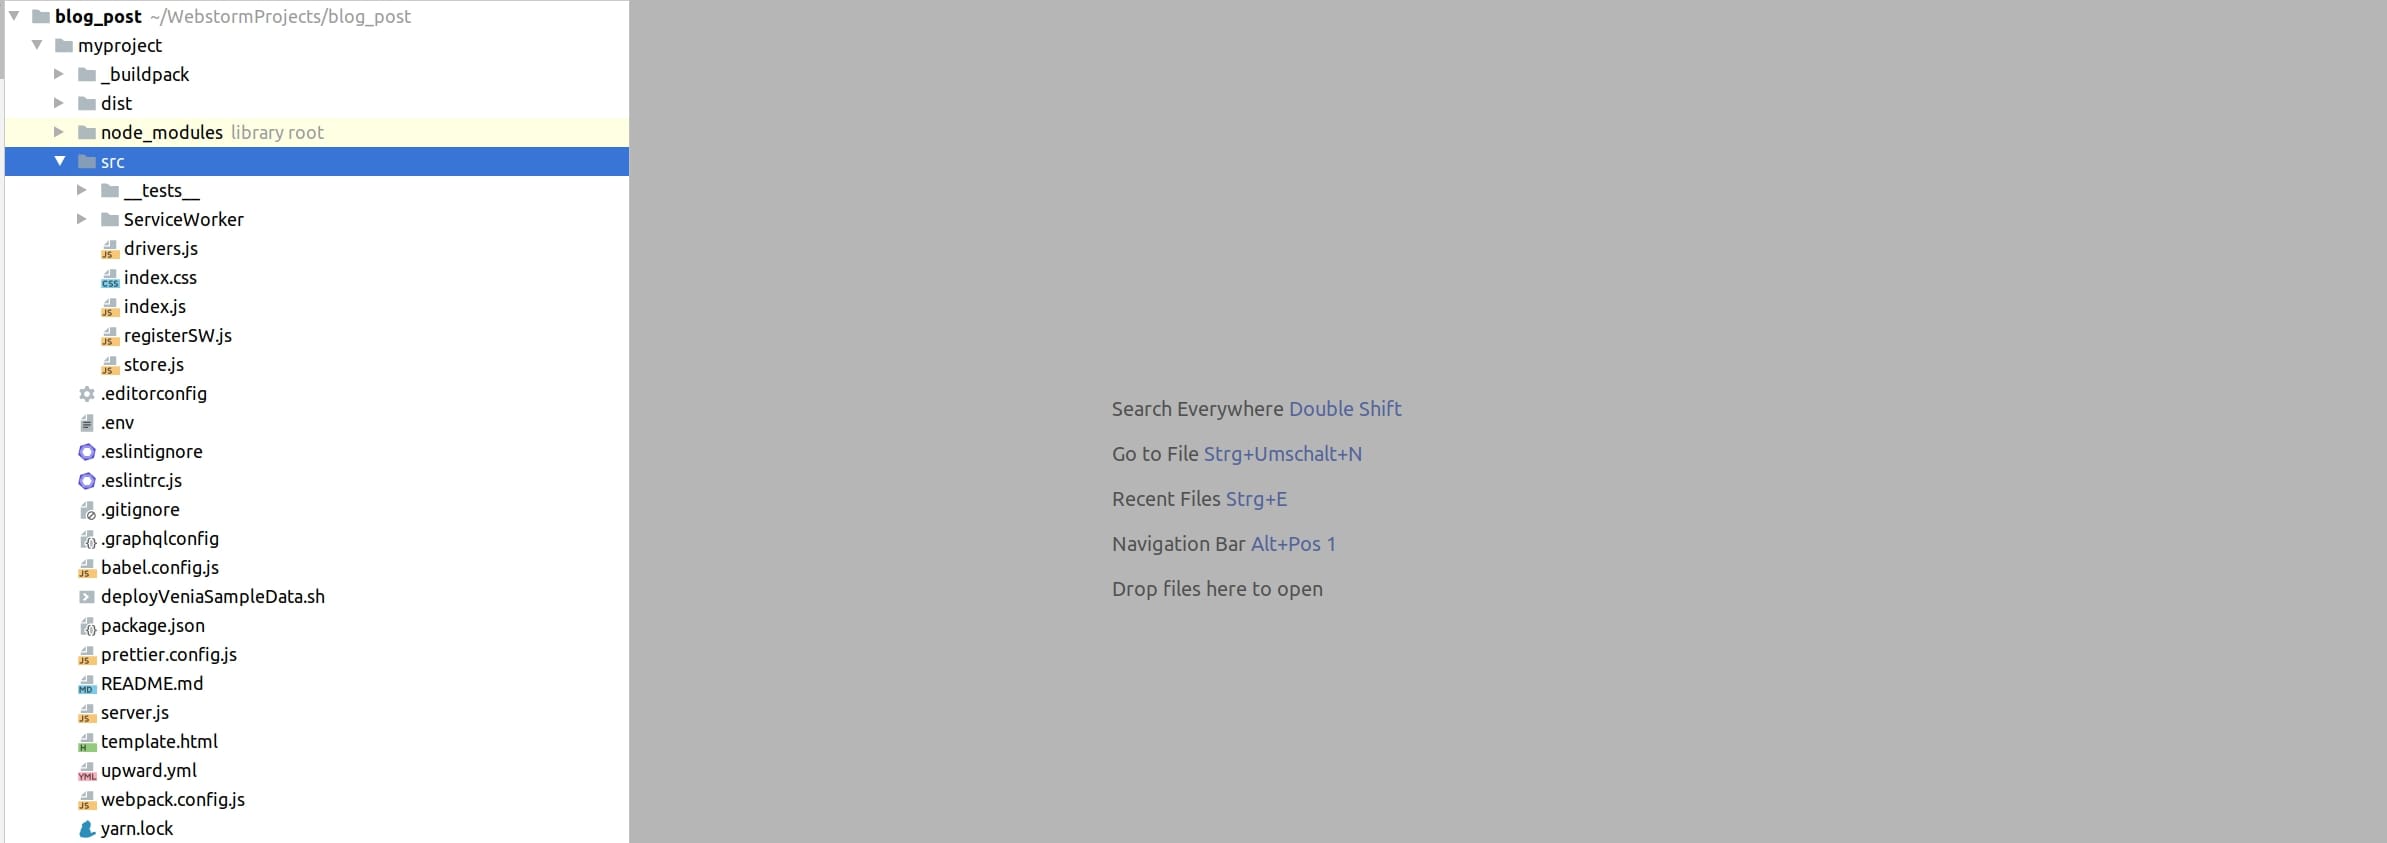 blog_post ~/WebstormProjects/blog_post
myproject
_buildpack
dist
node_modules library root
src
__tests__
ServiceWorker
drivers.js
index.css
index.js
registerSW.js
store.js
.editorconfig
.env
.eslintignore
.eslintrc.js
.gitignore
.graphqlconfig
babel.config.js
deployVeniaSampleData.sh
package.json
prettier.config.js
README.md
server.js
template.html
upward.yml
webpack.config.js
yarn.lock
Search Everywhere Double Shift
Go to File Strg+Umschalt+N
Recent Files Strg+E
Navigation Bar Alt+Pos 1
Drop files here to open